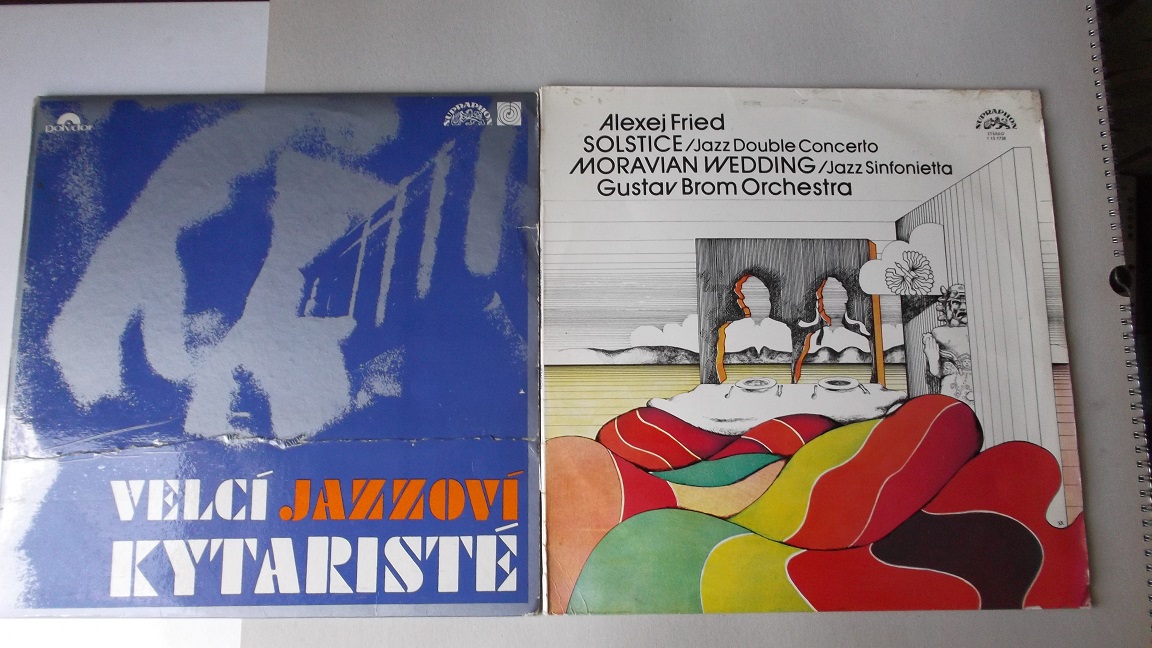 Polydor
SUPRAPHON
VELCÍ JAZZOVÍ
KYTARISTÉ
Alexej Fried
SOLSTICE/Jazz Double Concerto
MORAVIAN WEDDING/Jazz Sinfonietta
Gustav Brom Orchestra
SUPRAPHON
STEREO